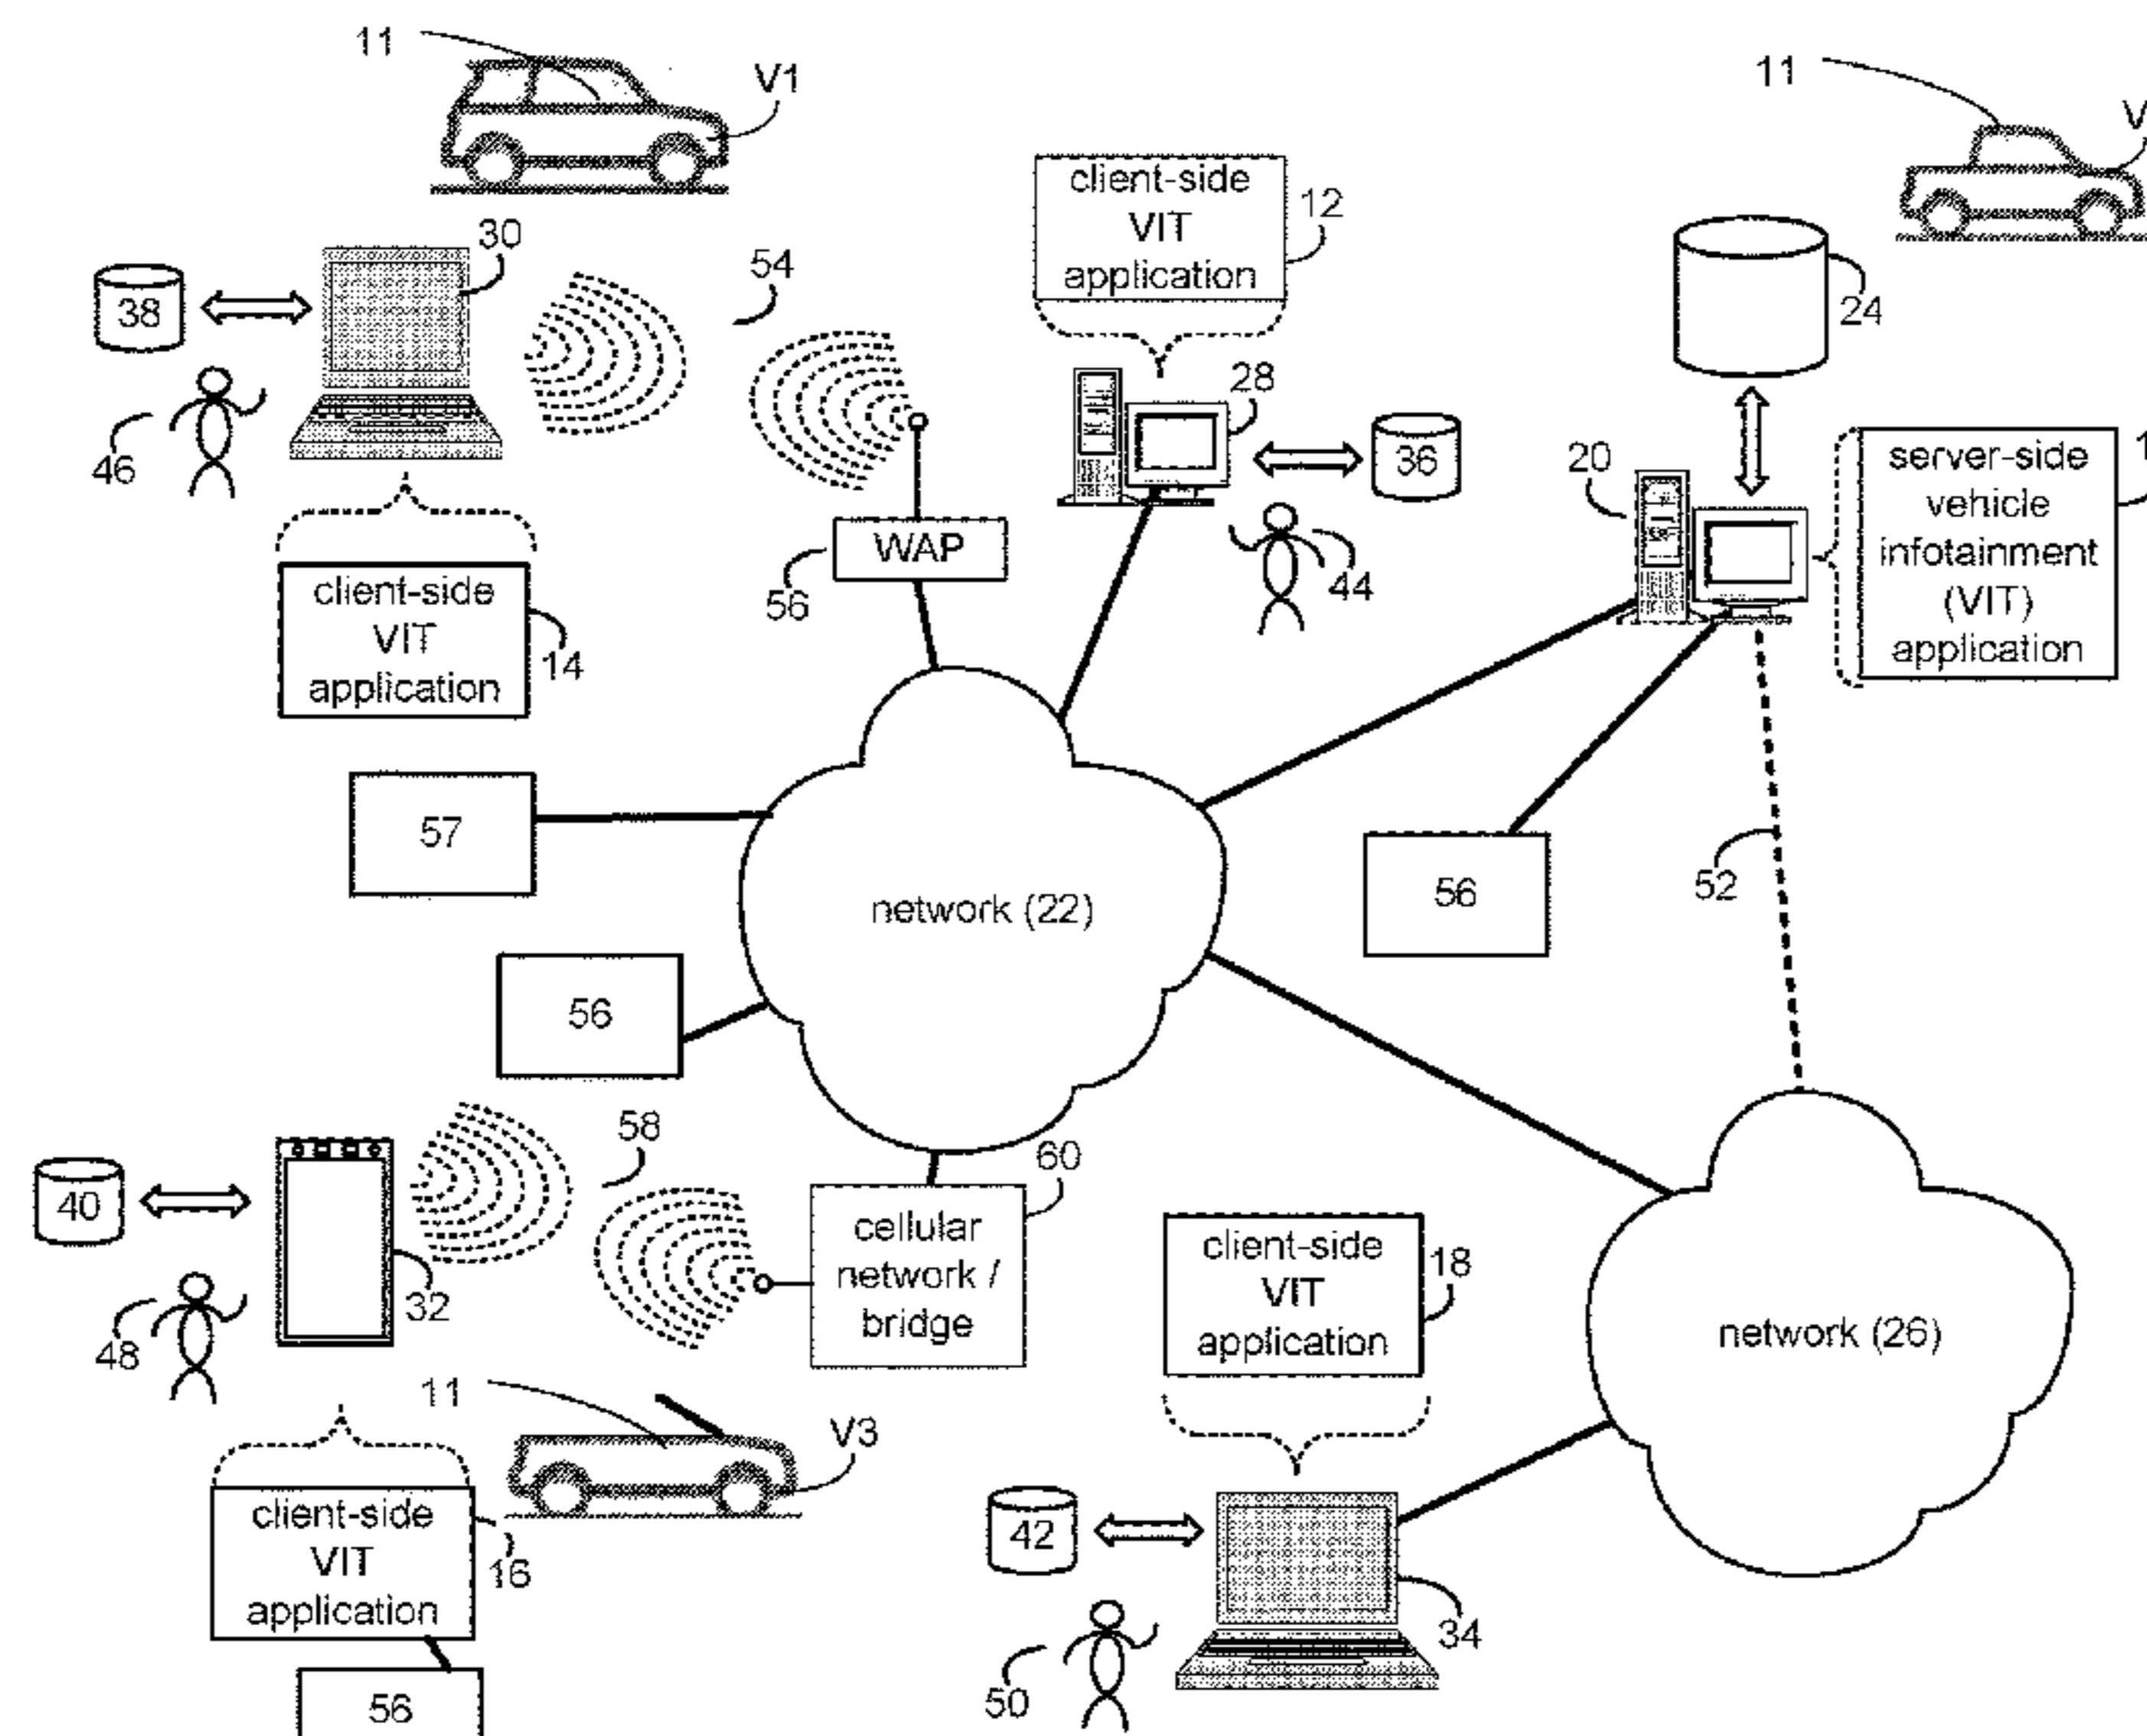 11
V1
11
V
client-side
VIT
application
12
30
54
24
38
46
28
36
44
20
server-side
vehicle
infotainment
(VIT)
application
1
WAP
56
client-side
VIT
application
14
57
network (22)
56
52
56
58
60
40
32
48
cellular
network /
bridge
client-side
VIT
application
18
network (26)
11
V3
client-side
VIT
application
16
42
34
50
56